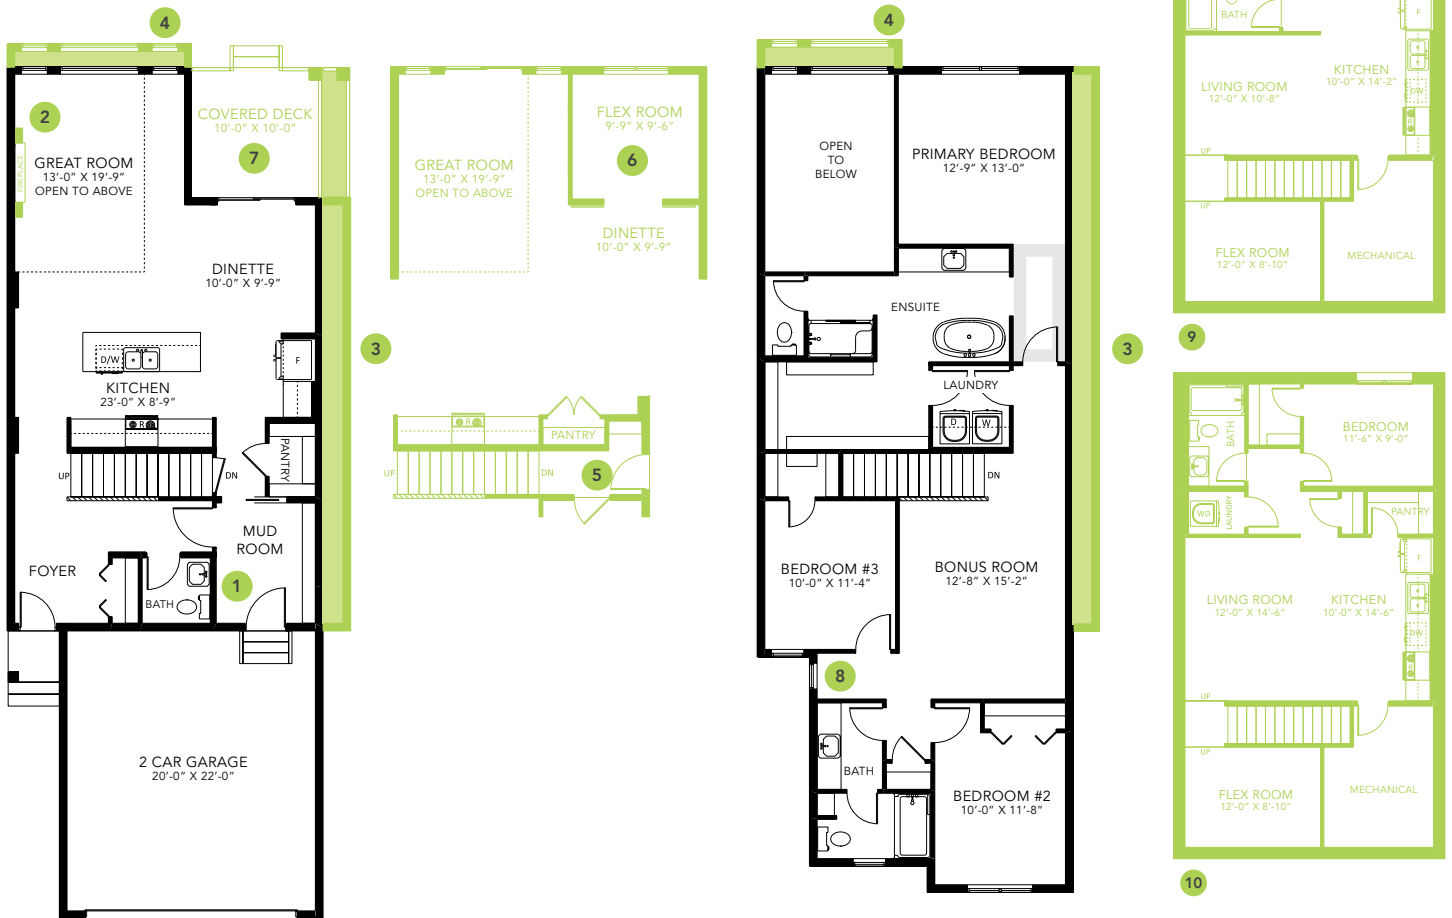 4
COVERED DECK
10'-0" X 10'-0"
7
2
FIREPLACE
GREAT ROOM
13'-0" X 19'-9"
OPEN TO ABOVE
DINETTE
10'-0" X 9'-9"
3
D/W
F
KITCHEN
23'-0" X 8'-9"
R
UP
DN
PANTRY
MUD
ROOM
FOYER
1
BATH
2 CAR GARAGE
20'-0" X 22'-0"
FLEX ROOM
9'-9" X 9'-6"
6
GREAT ROOM
13'-0" X 19'-9"
OPEN TO ABOVE
DINETTE
10'-0" X 9'-9"
R
PANTRY
UP
DN
5
4
OPEN
TO
BELOW
PRIMARY BEDROOM
12'-9" X 13'-0"
ENSUITE
3
LAUNDRY
D
W
DN
BEDROOM #3
10'-0" X 11'-4"
BONUS ROOM
12'-8" X 15'-2"
8
BATH
BEDROOM #2
10'-0" X 11'-8"
BATH
F
LIVING ROOM
12'-0" X 10'-8"
KITCHEN
10'-0" X 14'-2"
DW
UP
UP
FLEX ROOM
12'-0" X 8'-10"
MECHANICAL
9
BATH
BEDROOM
11'-6" X 9'-0"
WD
LAUNDRY
PANTRY
F
LIVING ROOM
12'-0" X 14'-6"
KITCHEN
10'-0" X 14'-6"
DW
UP
UP
FLEX ROOM
12'-0" X 8'-10"
MECHANICAL
10